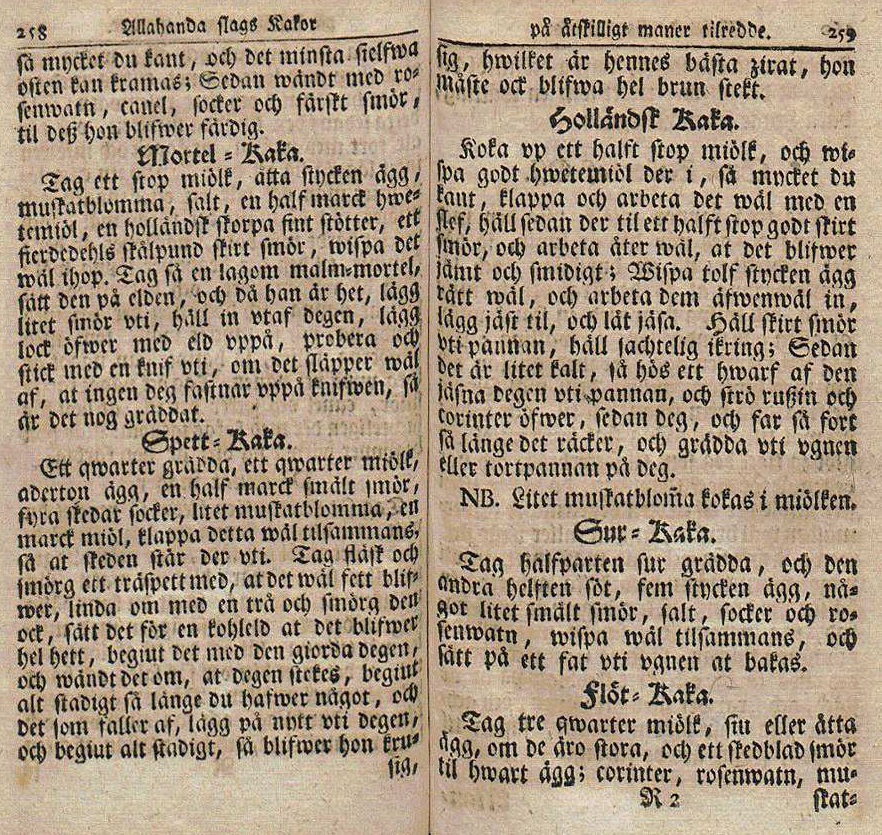 258 Allahanda slags Kakor
så mycket du kant, och det minsta sielfwa
osten kan kramas; Sedan wändt med ro-
senwatn, canel, socker och färskt smör,
til deß hon blifwer färdig.
Mortel-Kaka.
Tag ett stop miölk, åtta stycken ägg,
muskatblomma, salt, en half marck hwe-
temiöl, en holländsk skorpa fint stötter, ett
fierdedehls skålpund skirt smör, wispa det
wäl ihop. Tag så en lagom malm-mortel,
sätt den på elden, och då han är het, lägg
litet smör vti, häll in vtaf degen, lägg
lock öfwer med eld vppå, probera och
stick med en knif vti, om det släpper wäl
af, at ingen deg fastnar vppå knifwen, så
är det nog gräddat.
Spett-Kaka.
Ett qwarter grädda, ett qwarter miölk,
aderton ägg, en half marck smält smör,
fyra skedar socker, litet muskatblomma, en
marck miöl, klappa detta wäl tilsammans,
så at skeden står der vti. Tag fläsk och
smörg ett träspett med, at det wäl fett blif-
wer, linda om med en trå och smörg den
ock, sätt det för en kohleld at det blifwer
hel hett, begiut det med den giorda degen,
och wändt det om, at degen stekes, begiut
alt stadigt så länge du hafwer något, och
det som faller af, lägg på nytt vti degen,
och begiut alt stadigt, så blifwer hon kru-
sig,
på åtskilligt maner tilredde. 259
sig, hwilket är hennes bästa zirat, hon
måste ock blifwa hel brun stekt.
Holländsk Kaka.
Koka vp ett halft stop miölk, och wi-
spa godt hwetemiöl der i, så mycket du
kant, klappa och arbeta det wäl med en
slef, häll sedan der til ett halft stop godt skirt
smör, och arbeta åter wäl, at det blifwer
jämt och smidigt; Wispa tolf stycken ägg
rätt wäl, och arbeta dem äfwenwäl in,
lägg jäst til, och låt jäsa. Häll skirt smör
vti pannan, häll sachtelig ikring; Sedan
det är litet kalt, så hös ett hwarf af den
jäsna degen vti pannan, och strö rußin och
corinter öfwer, sedan deg, och far så fort
så länge det räcker, och grädda vti vgnen
eller tortpannan på deg.
NB. Litet muskatblom̃a kokas i miölken.
Sur-Kaka.
Tag halfparten sur grädda, och den
andra helften söt, fem stycken ägg, nå-
got litet smält smör, salt, socker och ro-
senwatn, wispa wäl tilsammans, och
sätt på ett fat vti vgnen at bakas.
Flöt-Kaka.
Tag tre qwarter miölk, siu eller åtta
ägg, om de äro stora, och ett skedblad smör
til hwart ägg; corinter, rosenwatn, mu-
R 2 skat-